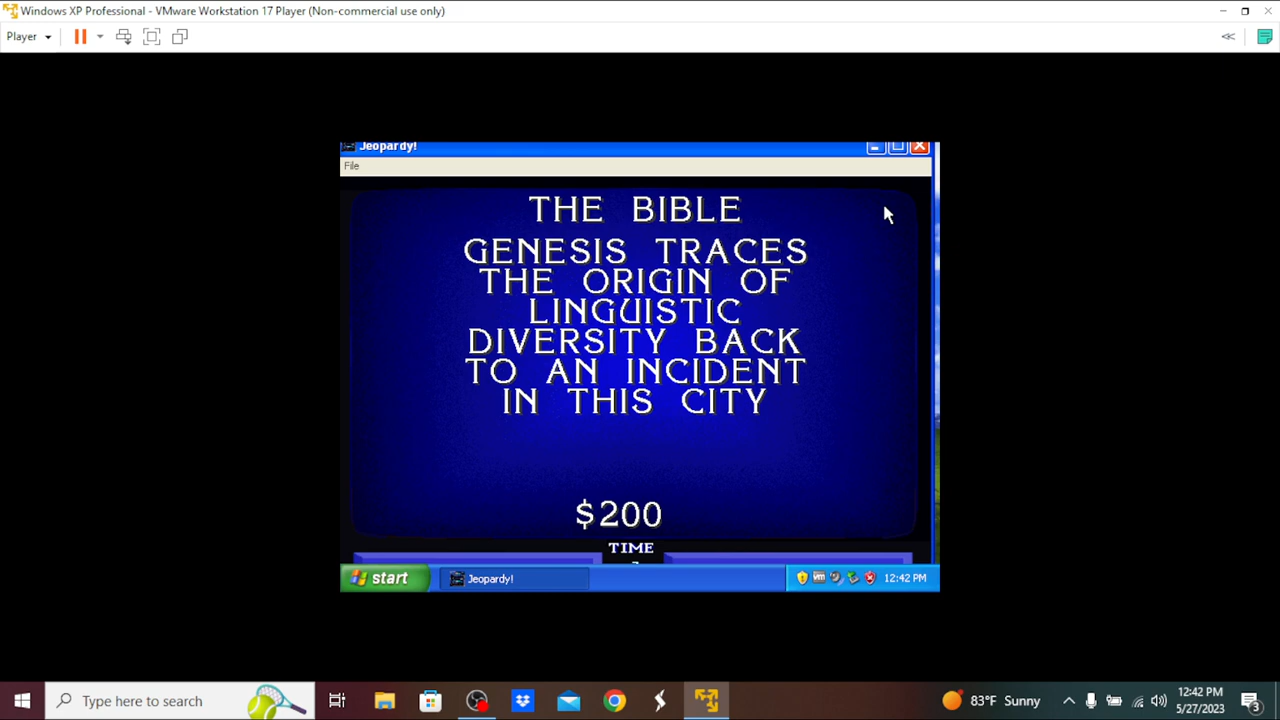 Windows XP Professional - VMware Workstation 17 Player (Non-commercial use only)
Player
Jeopardy!
File
THE BIBLE
GENESIS TRACES
THE ORIGIN OF
LINGUISTIC
DIVERSITY BACK
TO AN INCIDENT
IN THIS CITY
$200
TIME
start
Jeopardy!
vm
12:42 PM
Type here to search
83°F Sunny
12:42 PM
5/27/2023
3